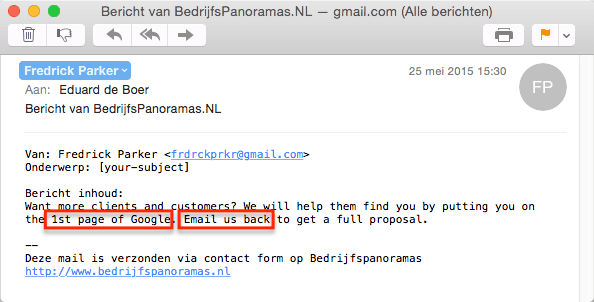 Bericht van BedrijfsPanoramas.NL — gmail.com (Alle berichten)
Fredrick Parker
25 mei 2015 15:30
FP
Aan: Eduard de Boer
Bericht van BedrijfsPanoramas.NL
Van: Fredrick Parker <frdrckprkr@gmail.com>
Onderwerp: [your-subject]
Bericht inhoud:
Want more clients and customers? We will help them find you by putting you on
the 1st page of Google. Email us back to get a full proposal.
--
Deze mail is verzonden via contact form op Bedrijfspanoramas
http://www.bedrijfspanoramas.nl